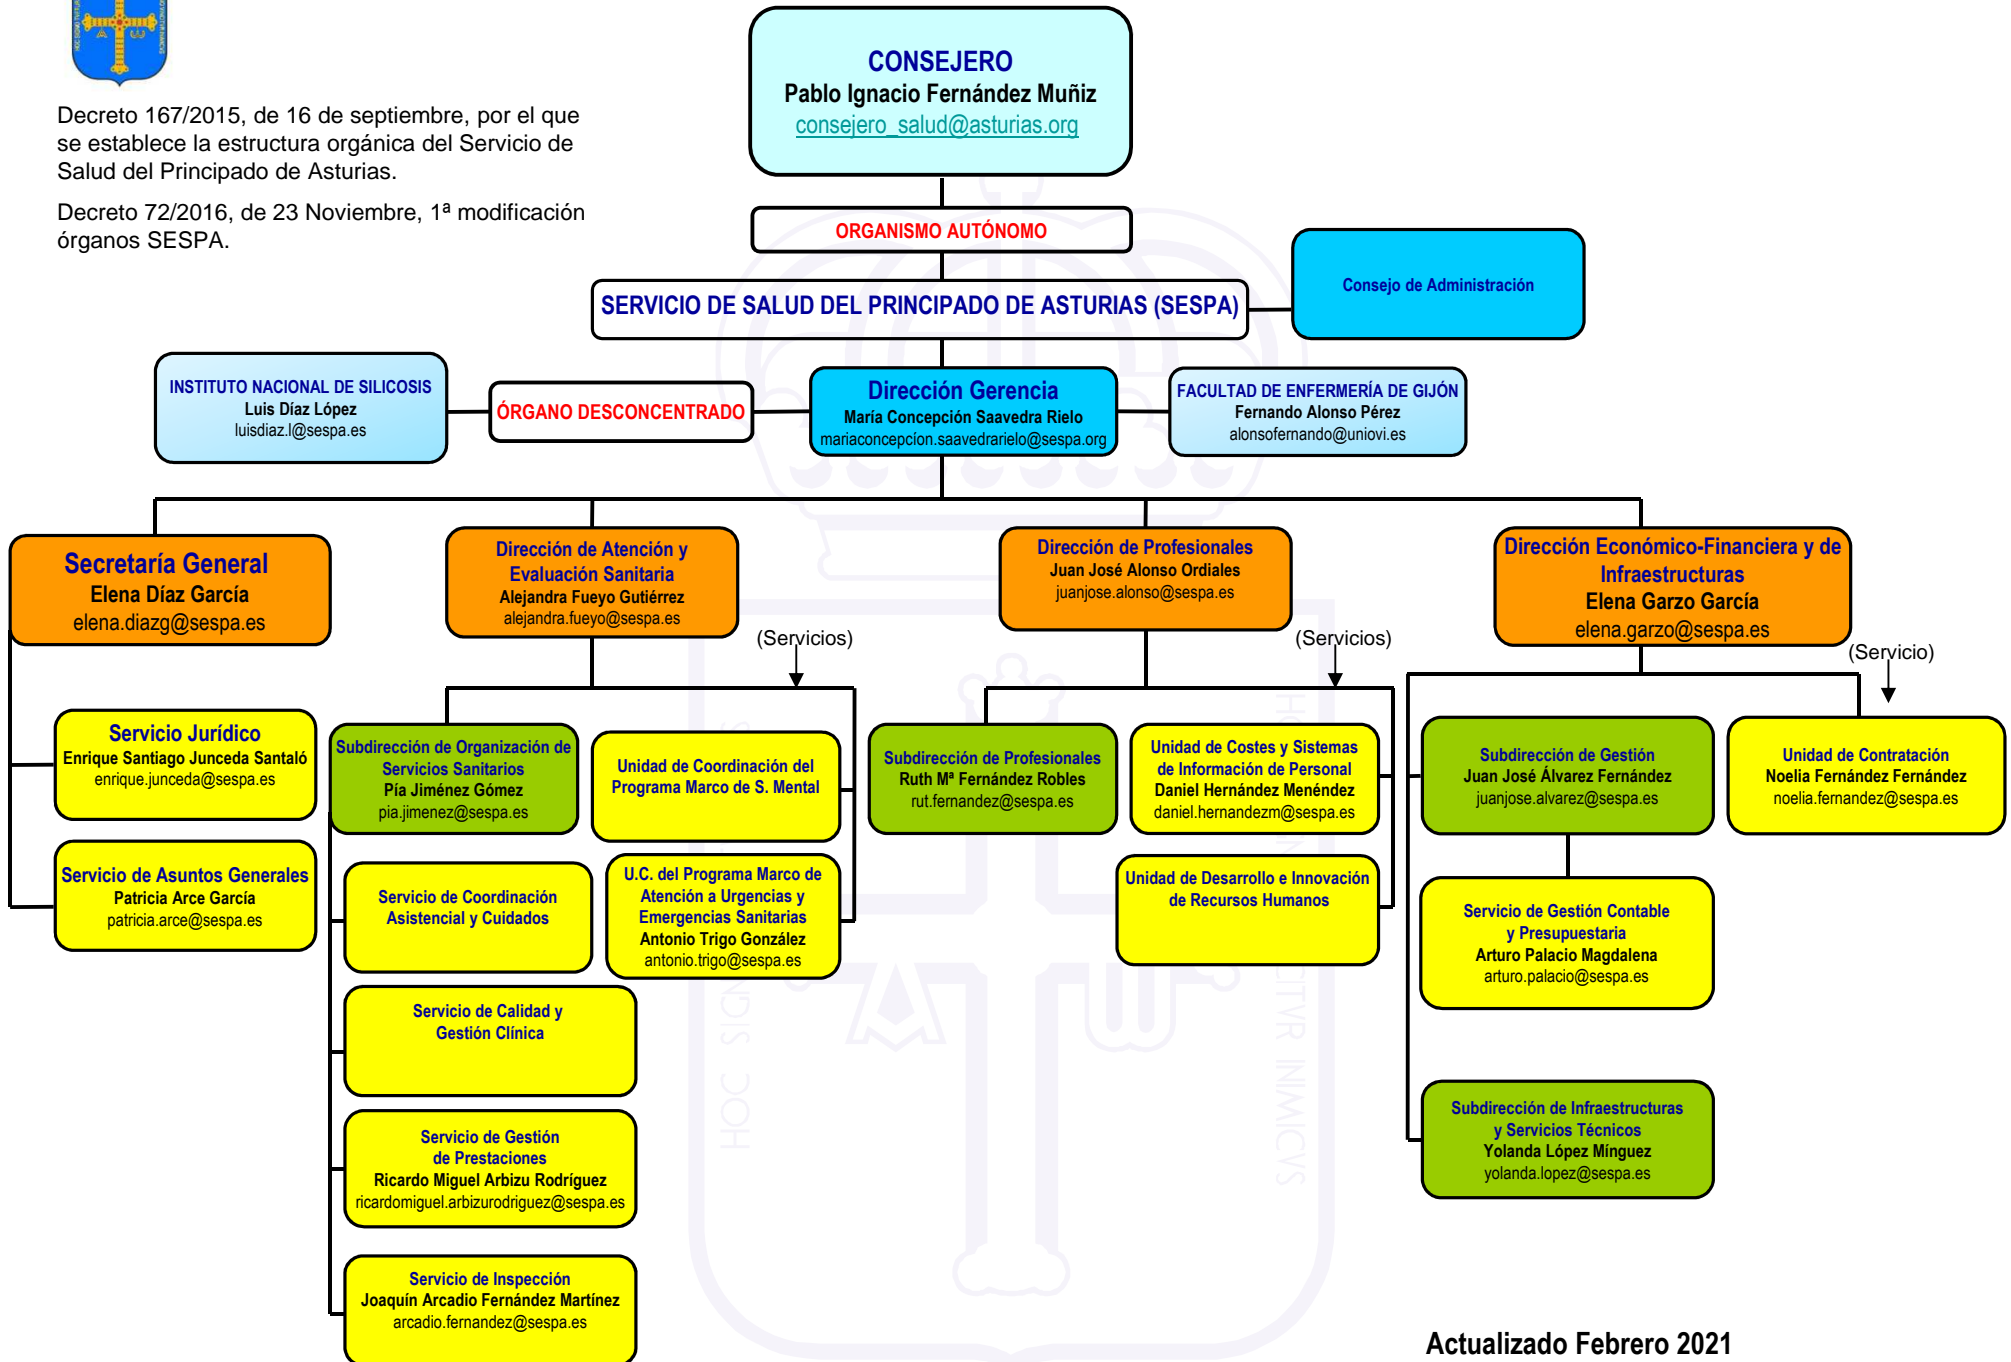 HOC SIGNO
CONSEJERO
Pablo Ignacio Fernández Muñiz
consejero_salud@asturias.org
Decreto 167/2015, de 16 de septiembre, por el que
se establece la estructura orgánica del Servicio de
Salud del Principado de Asturias.
Decreto 72/2016, de 23 Noviembre, 1ª modificación
órganos SESPA.
ORGANISMO AUTÓNOMO
SERVICIO DE SALUD DEL PRINCIPADO DE ASTURIAS (SESPA)
Consejo de Administración
INSTITUTO NACIONAL DE SILICOSIS
Luis Díaz López
luisdiaz.l@sespa.es
ÓRGANO DESCONCENTRADO
Dirección Gerencia
María Concepción Saavedra Rielo
mariaconcepcíon.saavedrarielo@sespa.org
FACULTAD DE ENFERMERÍA DE GIJÓN
Fernando Alonso Pérez
alonsofernando@uniovi.es
Secretaría General
Elena Díaz García
elena.diazg@sespa.es
Dirección de Atención y
Evaluación Sanitaria
Alejandra Fueyo Gutiérrez
alejandra.fueyo@sespa.es
Dirección de Profesionales
Juan José Alonso Ordiales
juanjose.alonso@sespa.es
Dirección Económico-Financiera y de
Infraestructuras
Elena Garzo García
elena.garzo@sespa.es
(Servicios)
(Servicios)
(Servicio)
Servicio Jurídico
Enrique Santiago Junceda Santaló
enrique.junceda@sespa.es
Servicio de Asuntos Generales
Patricia Arce García
patricia.arce@sespa.es
Subdirección de Organización de
Servicios Sanitarios
Pía Jiménez Gómez
pia.jimenez@sespa.es
Unidad de Coordinación del
Programa Marco de S. Mental
Servicio de Coordinación
Asistencial y Cuidados
U.C. del Programa Marco de
Atención a Urgencias y
Emergencias Sanitarias
Antonio Trigo González
antonio.trigo@sespa.es
Servicio de Calidad y
Gestión Clínica
Servicio de Gestión
de Prestaciones
Ricardo Miguel Arbizu Rodríguez
ricardomiguel.arbizurodriguez@sespa.es
Servicio de Inspección
Joaquín Arcadio Fernández Martínez
arcadio.fernandez@sespa.es
Subdirección de Profesionales
Ruth Mª Fernández Robles
rut.fernandez@sespa.es
Unidad de Costes y Sistemas
de Información de Personal
Daniel Hernández Menéndez
daniel.hernandezm@sespa.es
Unidad de Desarrollo e Innovación
de Recursos Humanos
Subdirección de Gestión
Juan José Álvarez Fernández
juanjose.alvarez@sespa.es
Unidad de Contratación
Noelia Fernández Fernández
noelia.fernandez@sespa.es
Servicio de Gestión Contable
y Presupuestaria
Arturo Palacio Magdalena
arturo.palacio@sespa.es
Subdirección de Infraestructuras
y Servicios Técnicos
Yolanda López Mínguez
yolanda.lopez@sespa.es
HOC
INIMICVS
Actualizado Febrero 2021